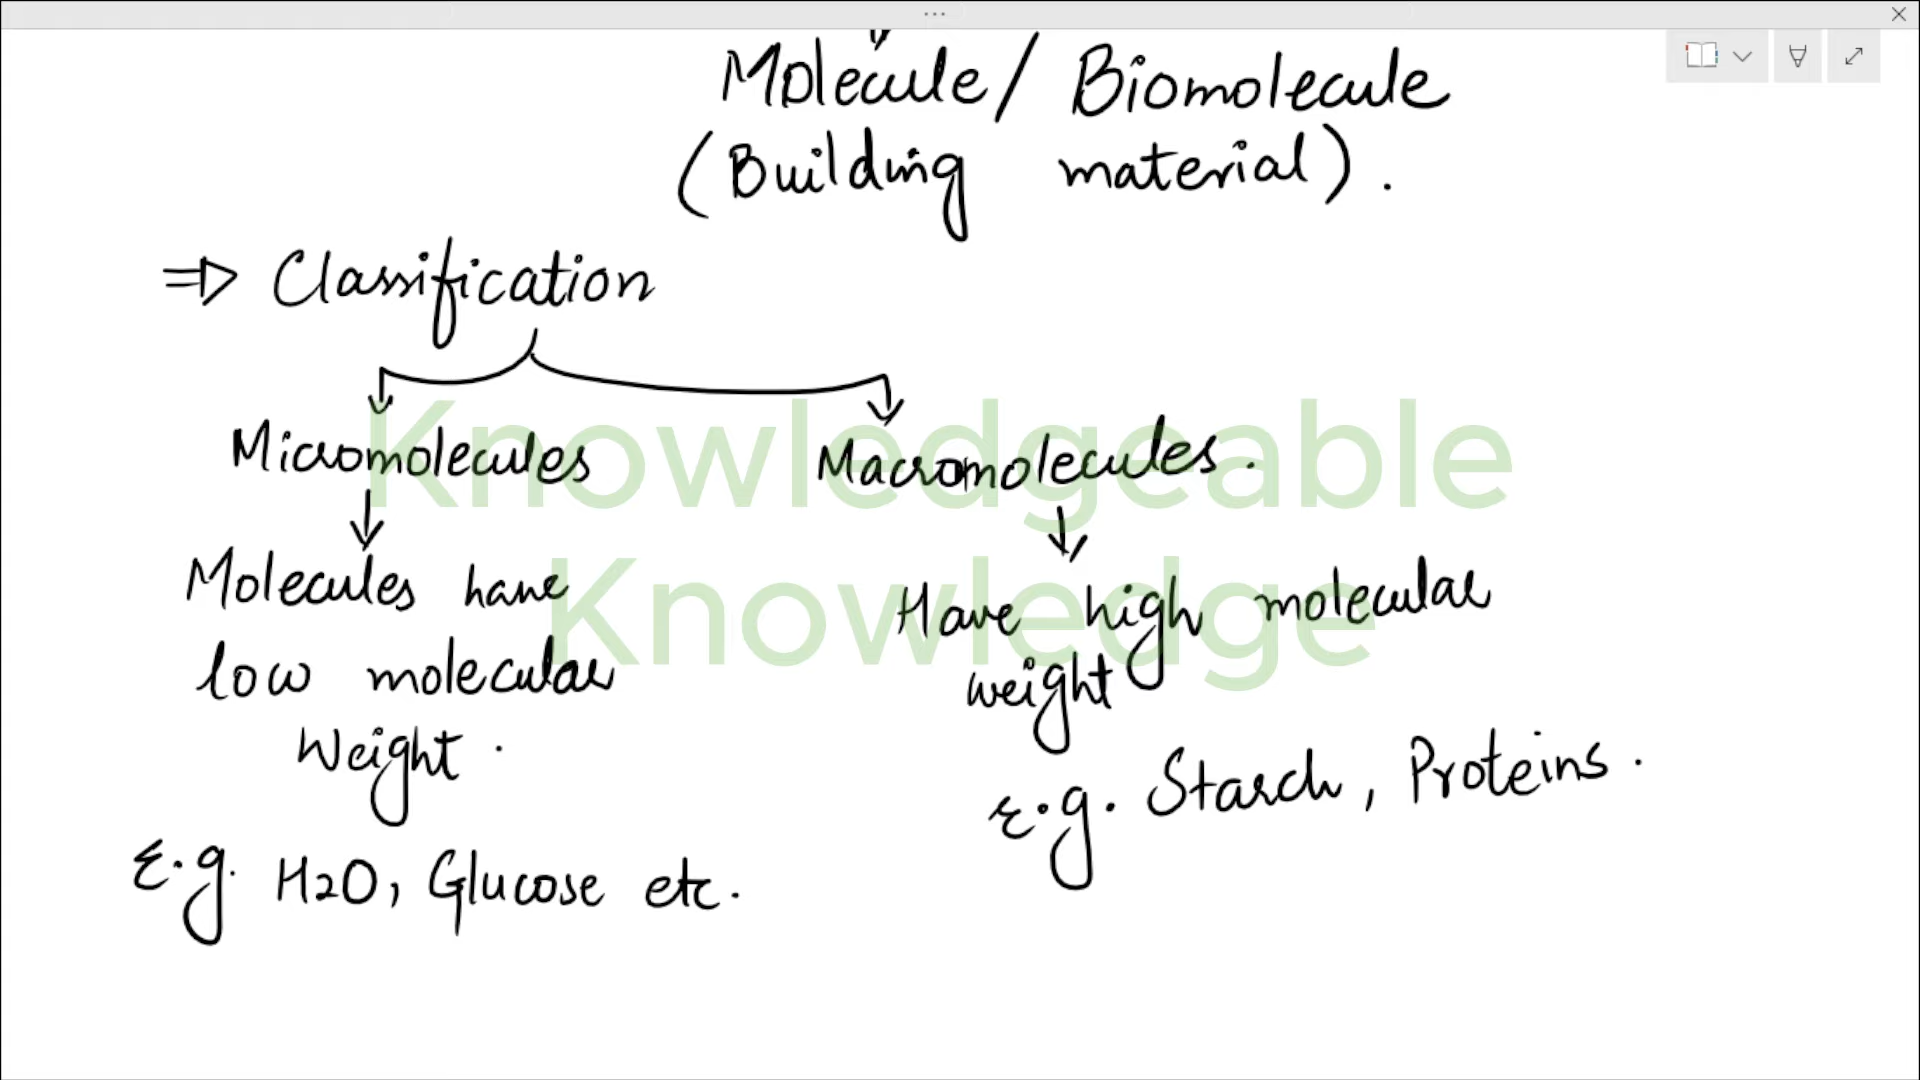 Molecule/ Biomolecule
(Building material).
⇒ Classification
Micromolecules
Macromolecules.
Molecules have
low molecular
Weight.
Have high molecular
weight
E.g. H2O, Glucose etc.
E.g. Starch, Proteins.
Knowledgeable
Knowledge